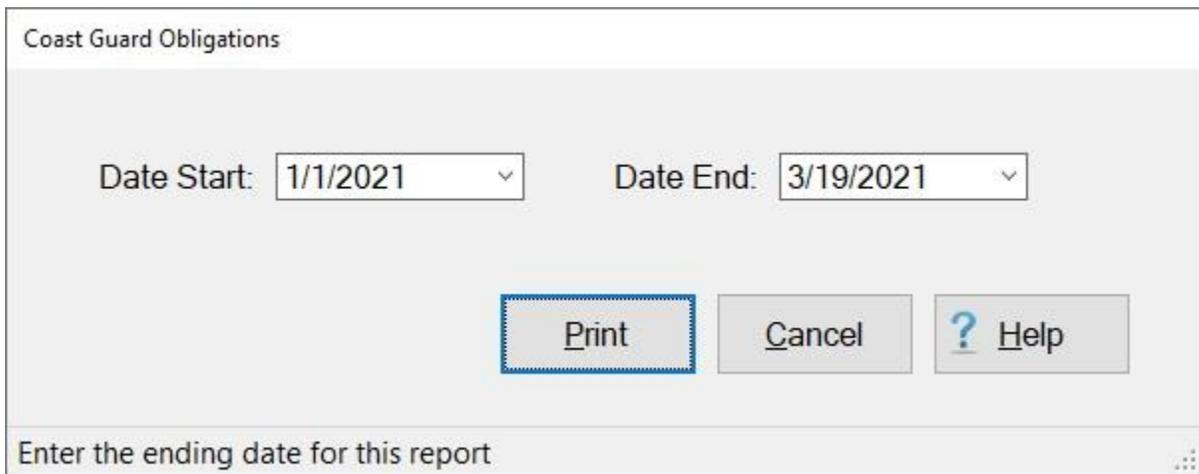 Coast Guard Obligations
Date Start: 1/1/2021 Date End: 3/19/2021
Print Cancel ? Help
Enter the ending date for this report